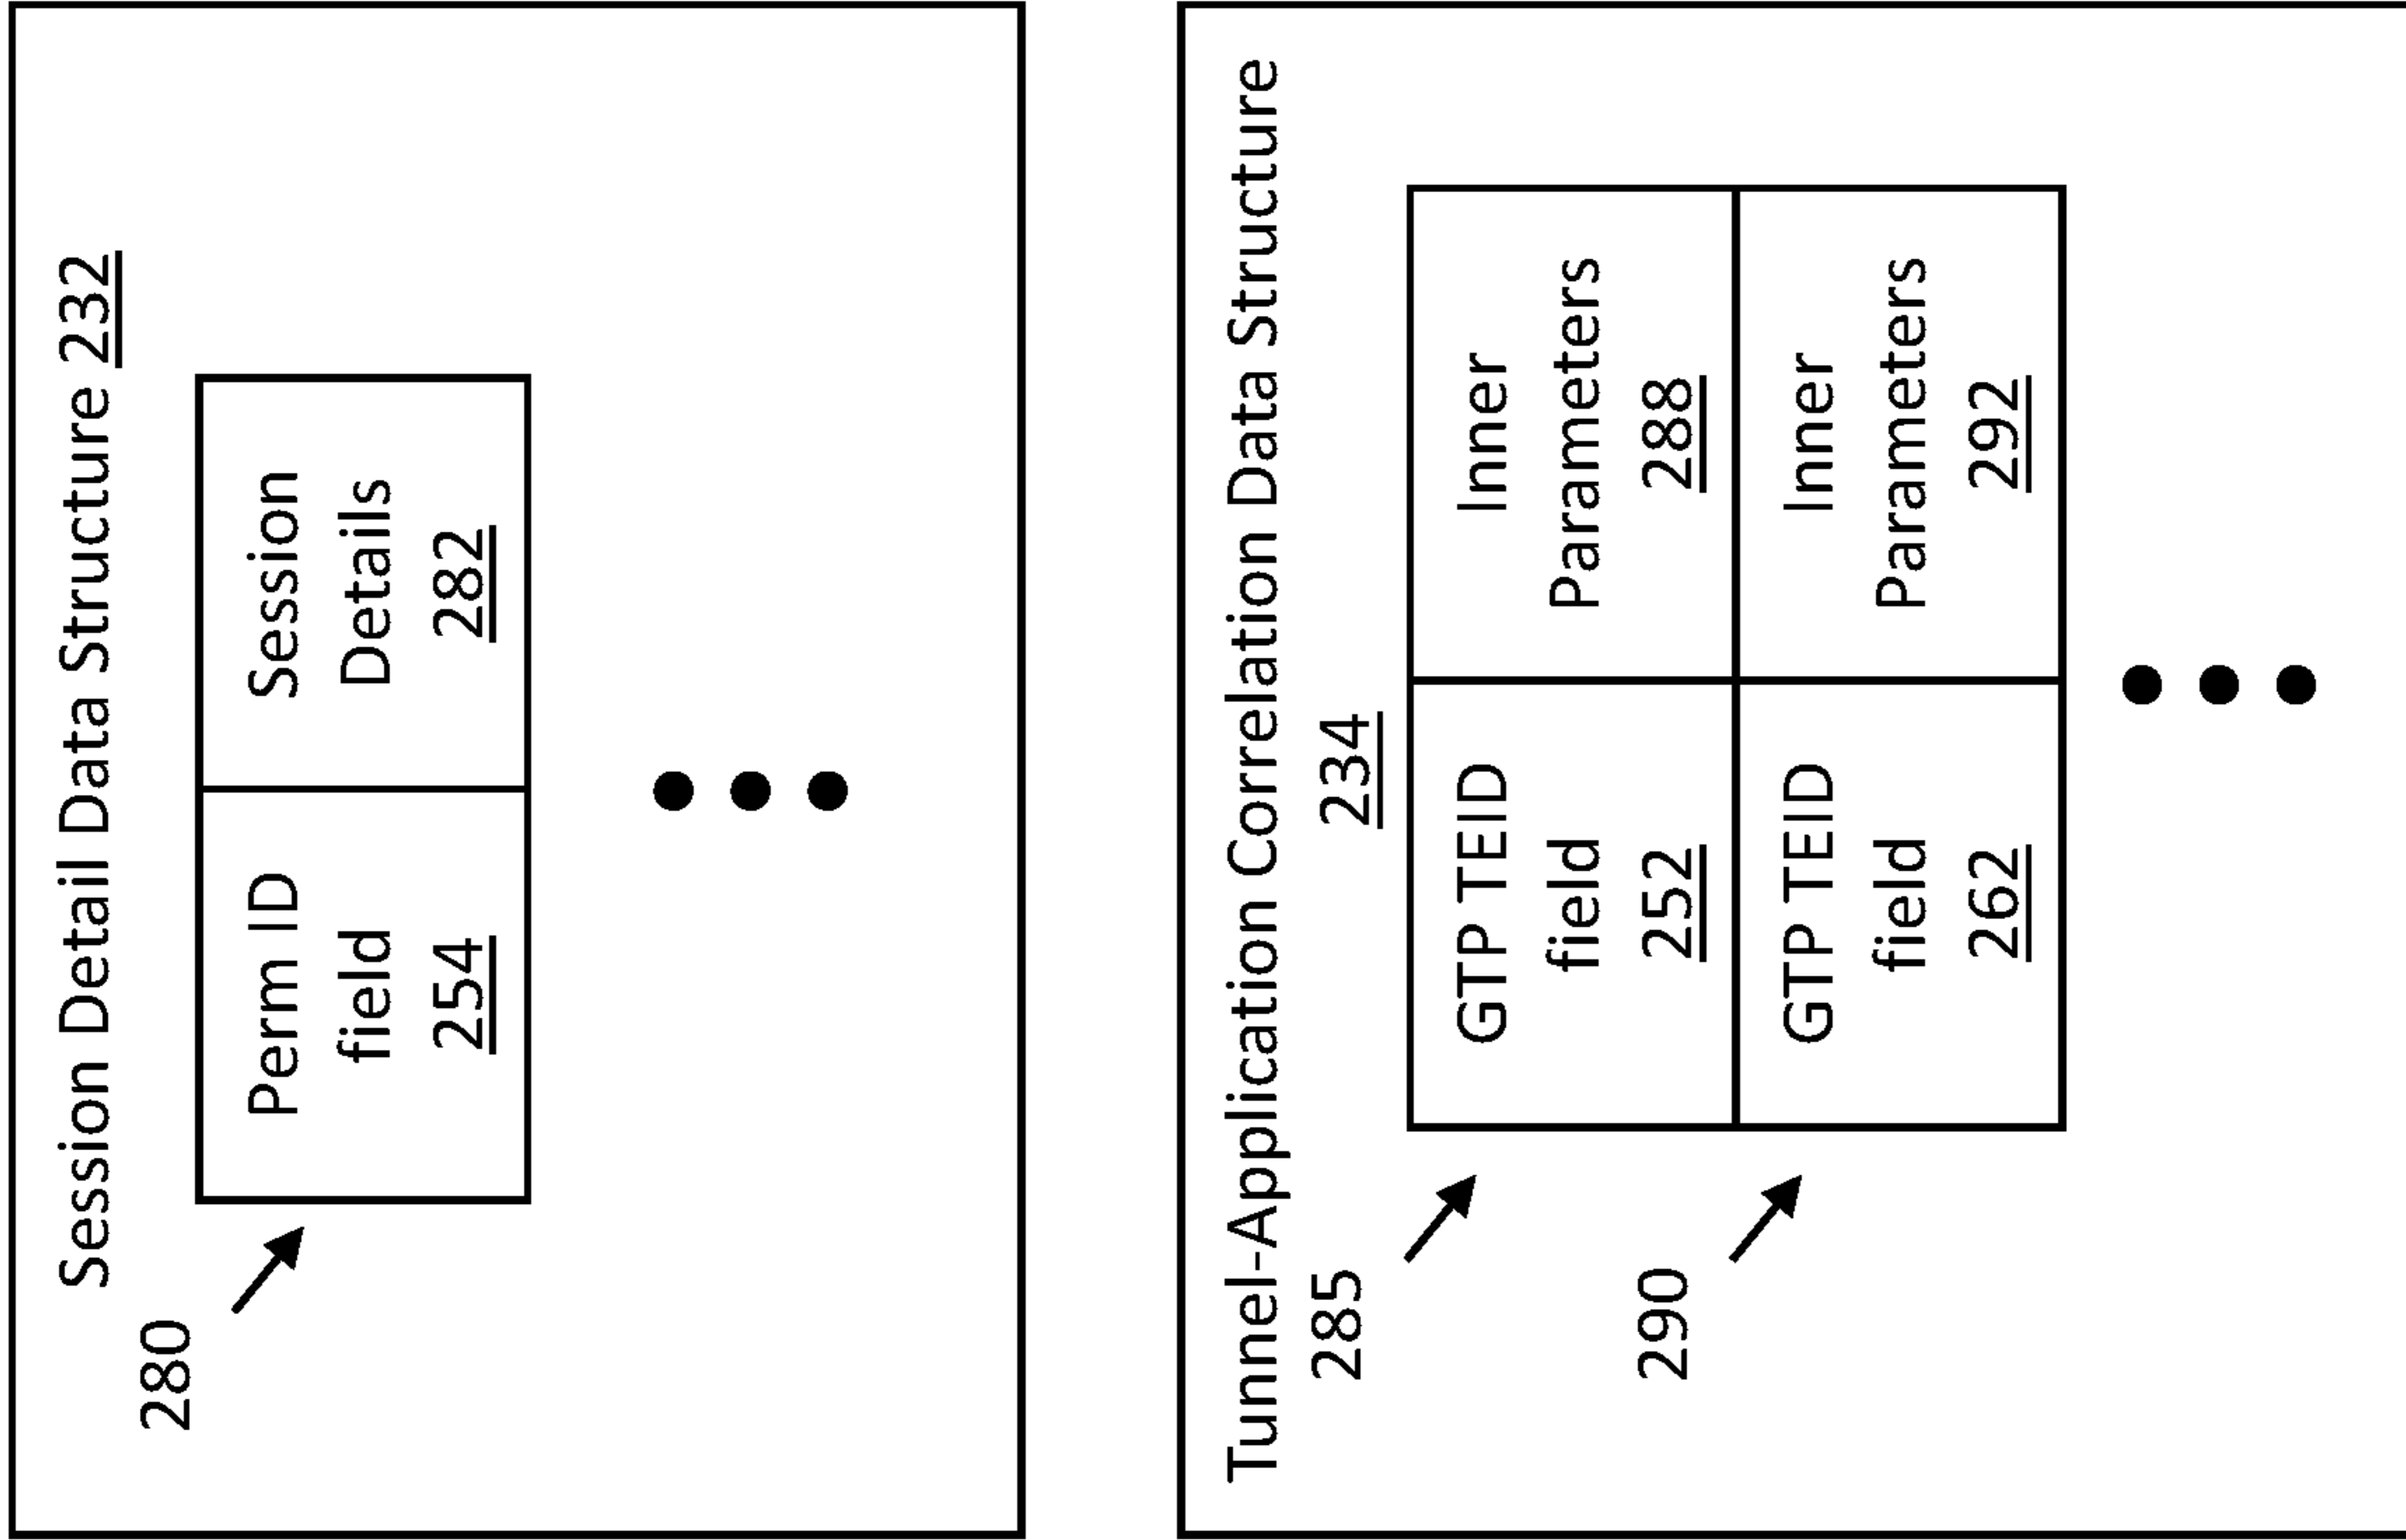 Session Detail Data Structure 232
280
Perm ID
field
254
Session
Details
282
Tunnel-Application Correlation Data Structure
234
285
GTP TEID
field
252
Inner
Parameters
288
290
GTP TEID
field
262
Inner
Parameters
292